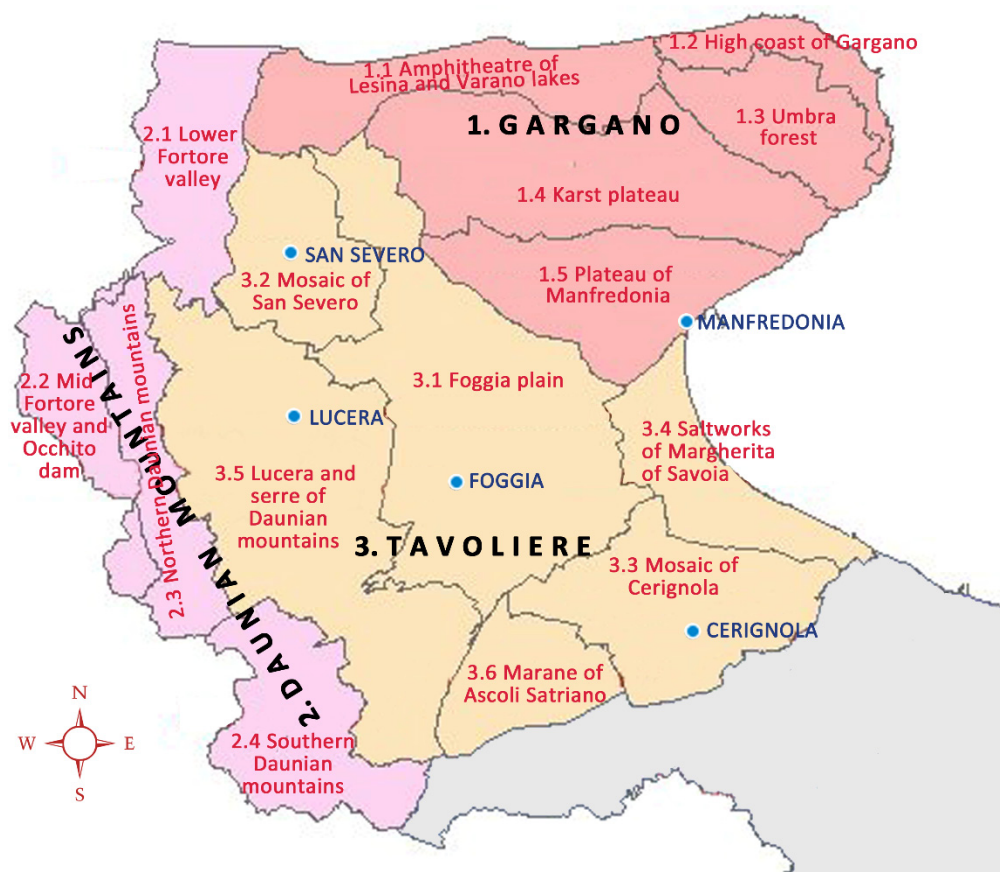 1.2 High coast of Gargano
1.1 Amphitheatre of
Lesina and Varano lakes
1. GARGANO
1.3 Umbra
forest
2.1 Lower
Fortore
valley
1.4 Karst plateau
SAN SEVERO
3.2 Mosaic of
San Severo
1.5 Plateau of
Manfredonia
MANFREDONIA
2.2 Mid
Fortore
valley and
Occhito
dam
2.3 Northern Daunian mountains
2. DAUNIAN MOUNTAINS
3.1 Foggia plain
LUCERA
3.4 Saltworks
of Margherita
of Savoia
3.5 Lucera and
serre of
Daunian
mountains
FOGGIA
3. TAVOLIERE
3.3 Mosaic of
Cerignola
CERIGNOLA
3.6 Marane of
Ascoli Satriano
2.4 Southern
Daunian
mountains
N
W
E
S